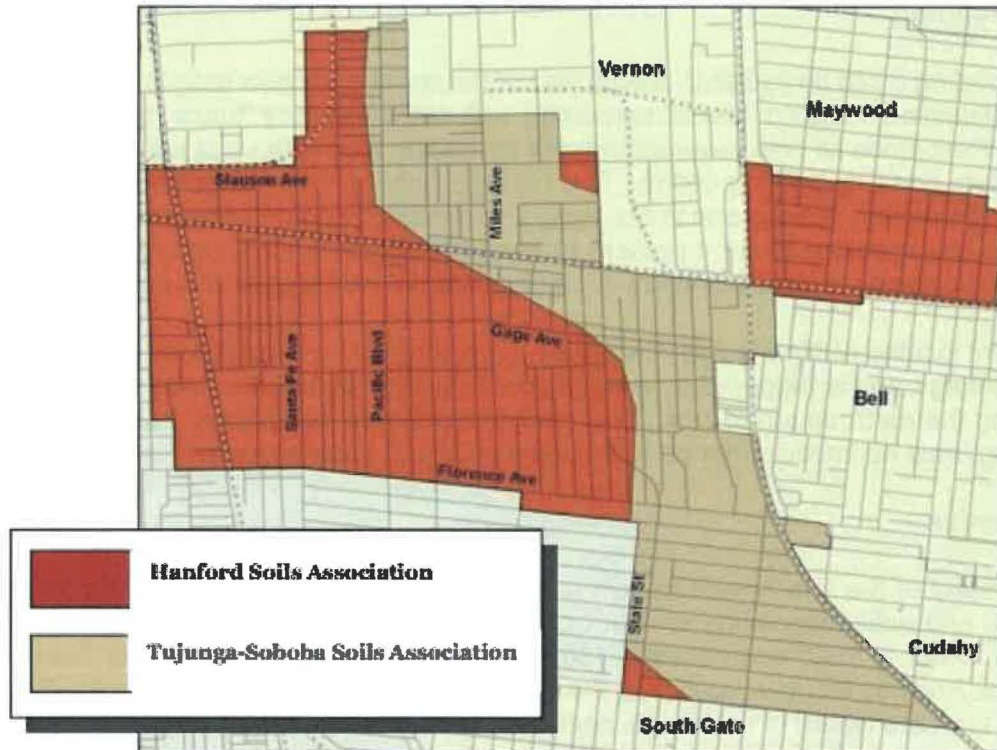 Vernon
Maywood
Slauson Ave
Miles Ave
Gage Ave
Santa Fe Ave
Pacific Blvd
Bell
Florence Ave
Hanford Soils Association
State St
Tujunga-Soboba Soils Association
Cudahy
South Gate